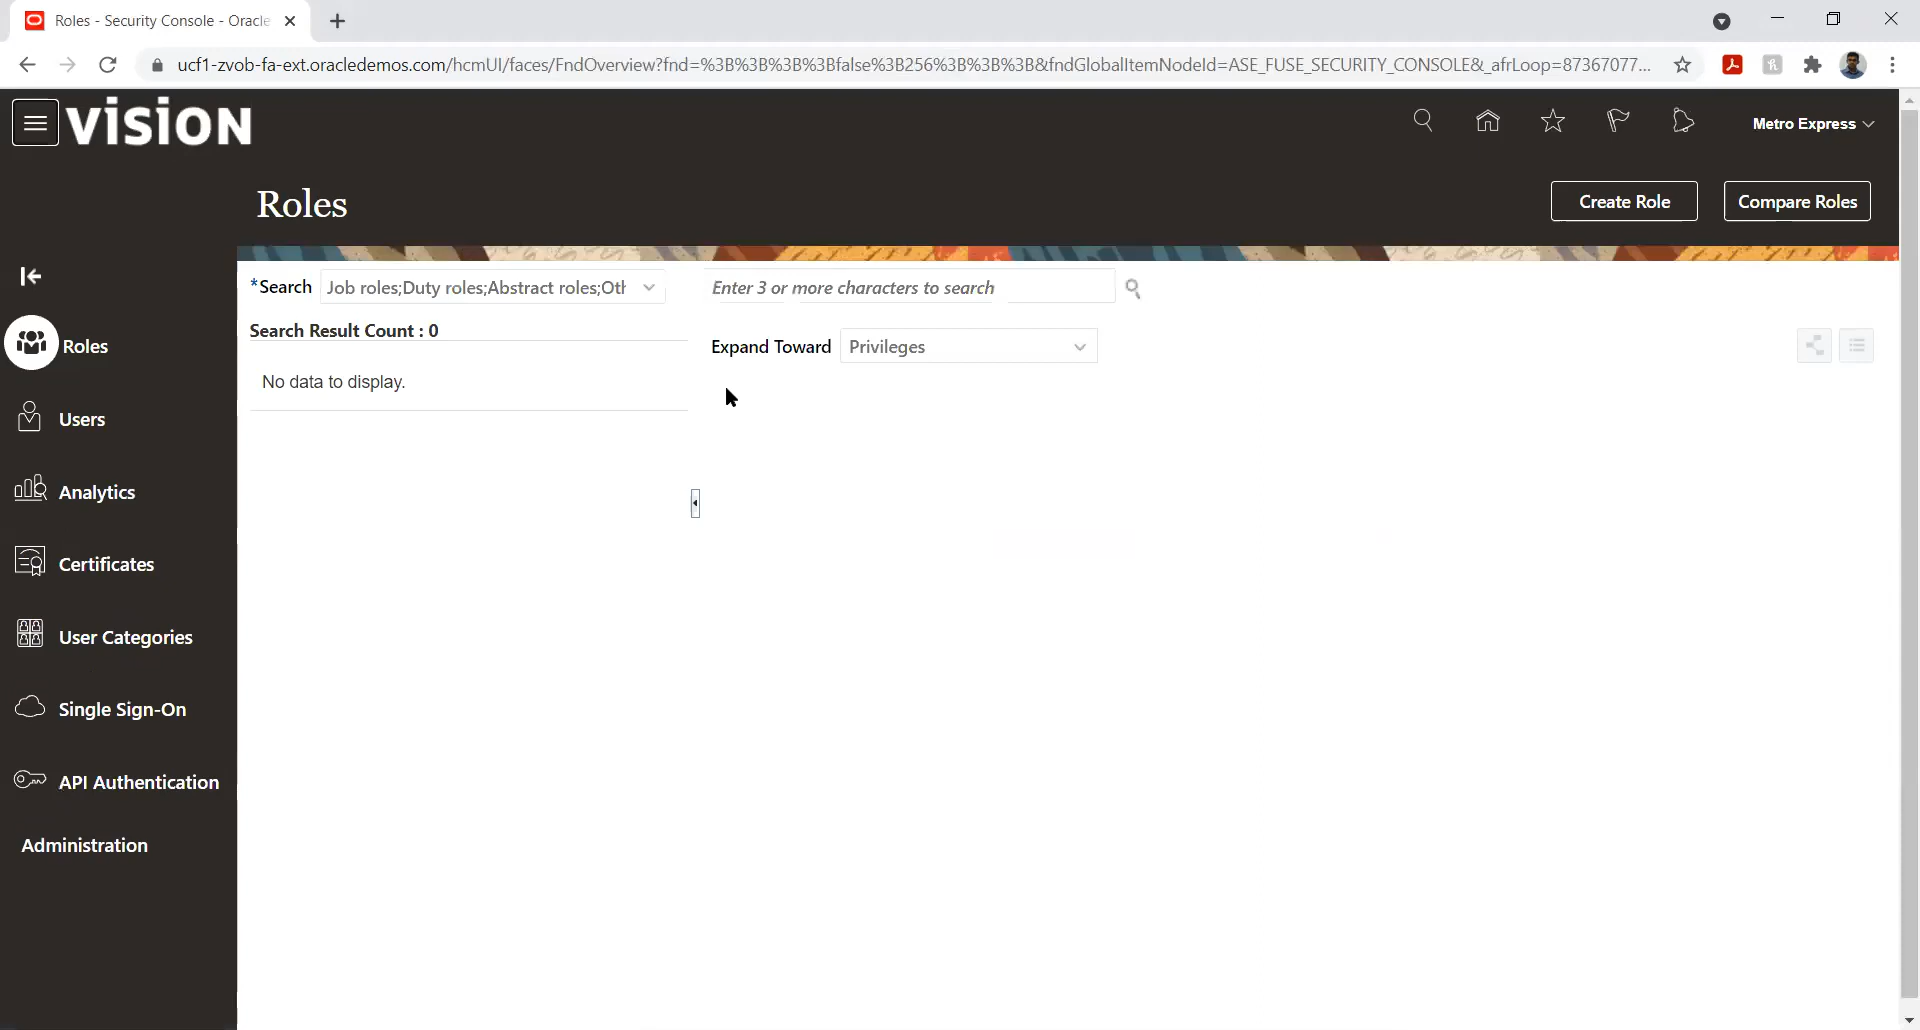 Roles - Security Console - Oracle
ucf1-zvob-fa-ext.oracledemos.com/hcmUI/faces/FndOverview?fnd=%3B%3B%3B%3Bfalse%3B256%3B%3B%3B&fndGlobalItemNodeId=ASE_FUSE_SECURITY_CONSOLE&_afrLoop=87367077...
VISION
Metro Express
Roles
Create Role
Compare Roles
*Search
Job roles;Duty roles;Abstract roles;Oth
Enter 3 or more characters to search
Search Result Count : 0
Expand Toward
Privileges
No data to display.
Roles
Users
Analytics
Certificates
User Categories
Single Sign-On
API Authentication
Administration